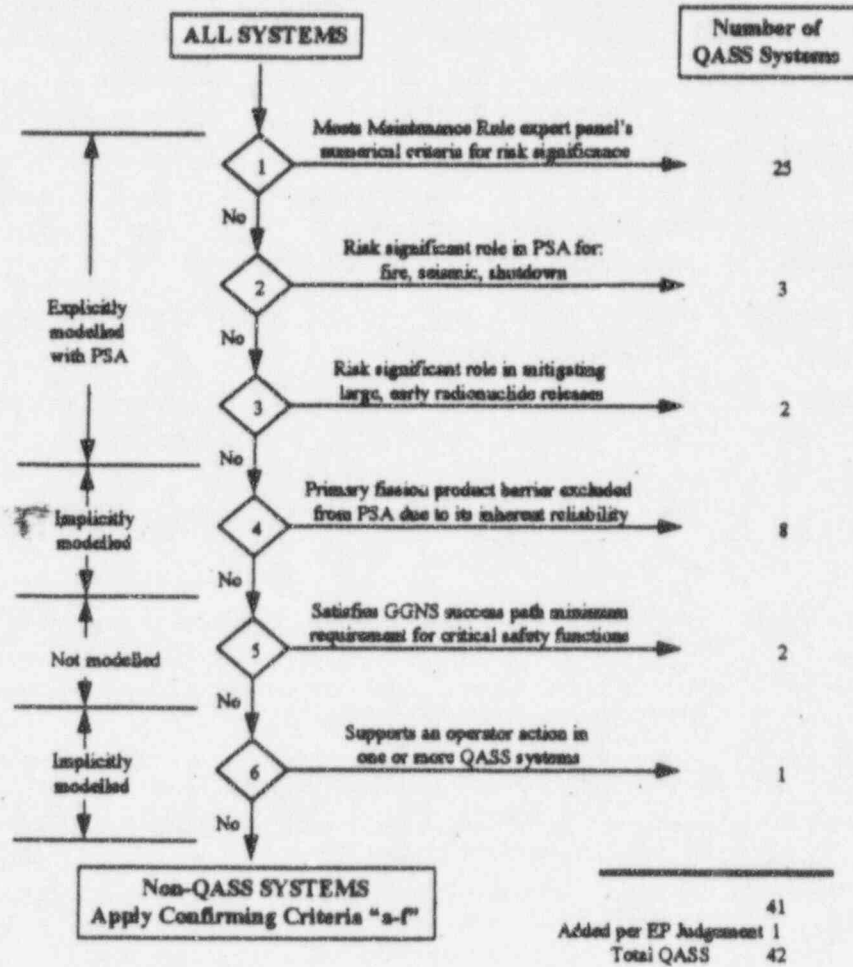 ALL SYSTEMS
Number of
QASS Systems
Meets Maintenance Rule expert panel's
numerical criteria for risk significance
1
25
No
Risk significant role in PSA for:
fire, seismic, shutdown
2
3
Explicitly
modelled
with PSA
No
Risk significant role in mitigating
large, early radionuclide releases
3
2
No
Primary fission product barrier excluded
from PSA due to its inherent reliability
Implicitly
modelled
4
8
No
Satisfies GGNS success path minimum
requirement for critical safety functions
Not modelled
5
2
No
Supports an operator action in
one or more QASS systems
Implicitly
modelled
6
1
No
Non-QASS SYSTEMS
Apply Confirming Criteria "a-f"
41
Added per EP Judgement 1
Total QASS 42